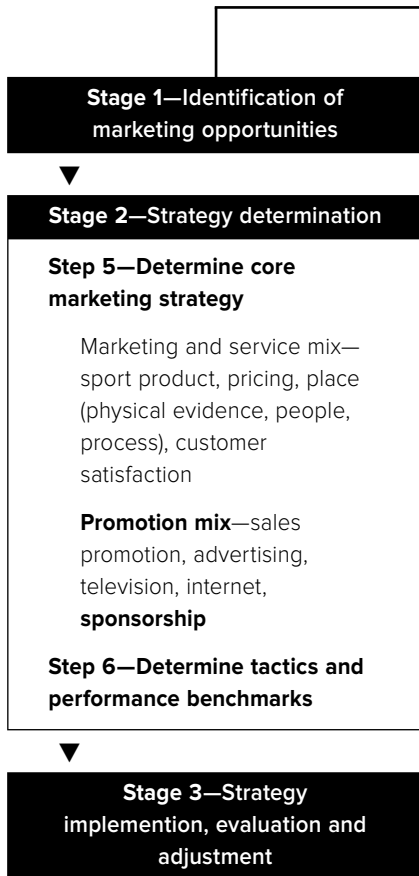 Stage 1—Identification of
marketing opportunities
Stage 2—Strategy determination
Step 5—Determine core
marketing strategy
Marketing and service mix—
sport product, pricing, place
(physical evidence, people,
process), customer
satisfaction
Promotion mix—sales
promotion, advertising,
television, internet,
sponsorship
Step 6—Determine tactics and
performance benchmarks
Stage 3—Strategy
implemention, evaluation and
adjustment